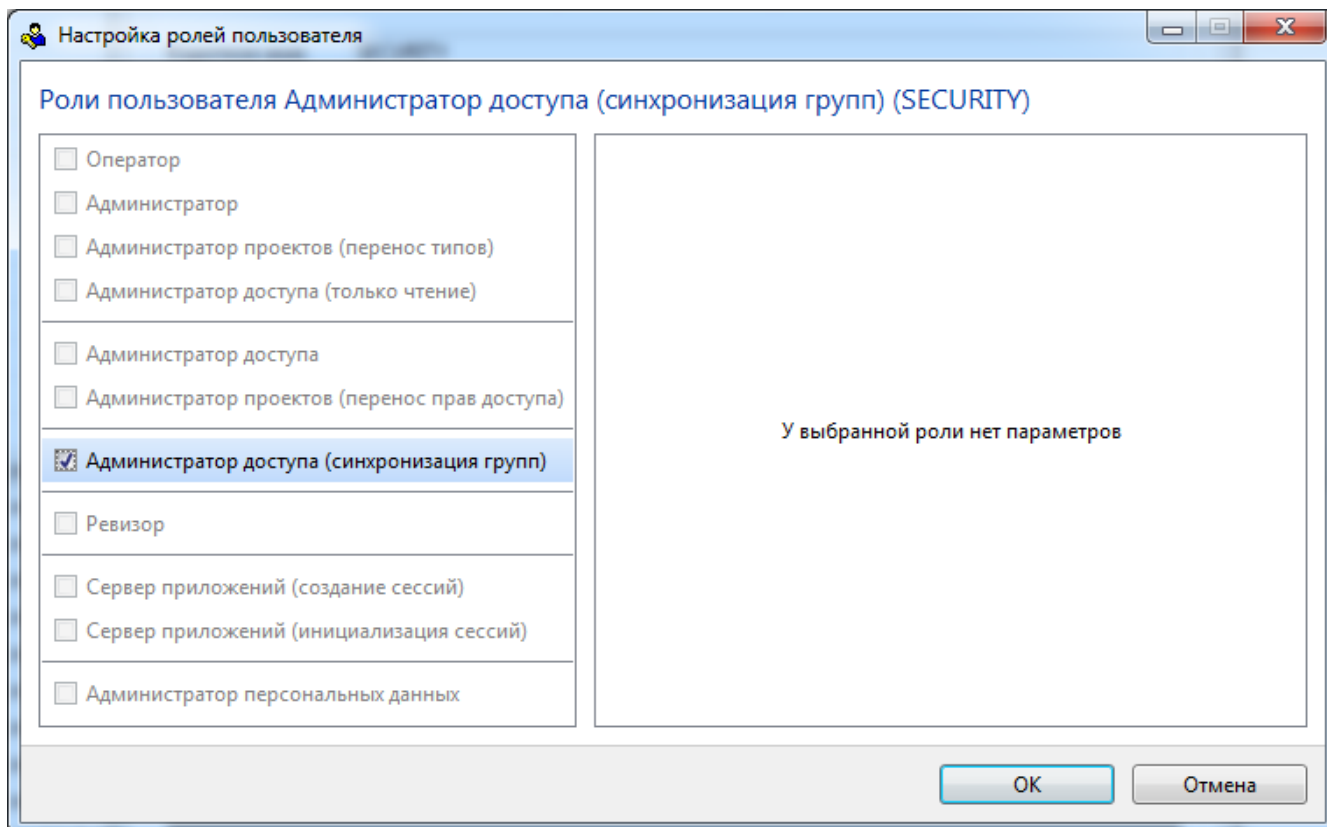 Настройка ролей пользователя
Роли пользователя Администратор доступа (синхронизация групп) (SECURITY)
Оператор
Администратор
Администратор проектов (перенос типов)
Администратор доступа (только чтение)
Администратор доступа
Администратор проектов (перенос прав доступа)
Администратор доступа (синхронизация групп)
Ревизор
Сервер приложений (создание сессий)
Сервер приложений (инициализация сессий)
Администратор персональных данных
У выбранной роли нет параметров
ОК
Отмена